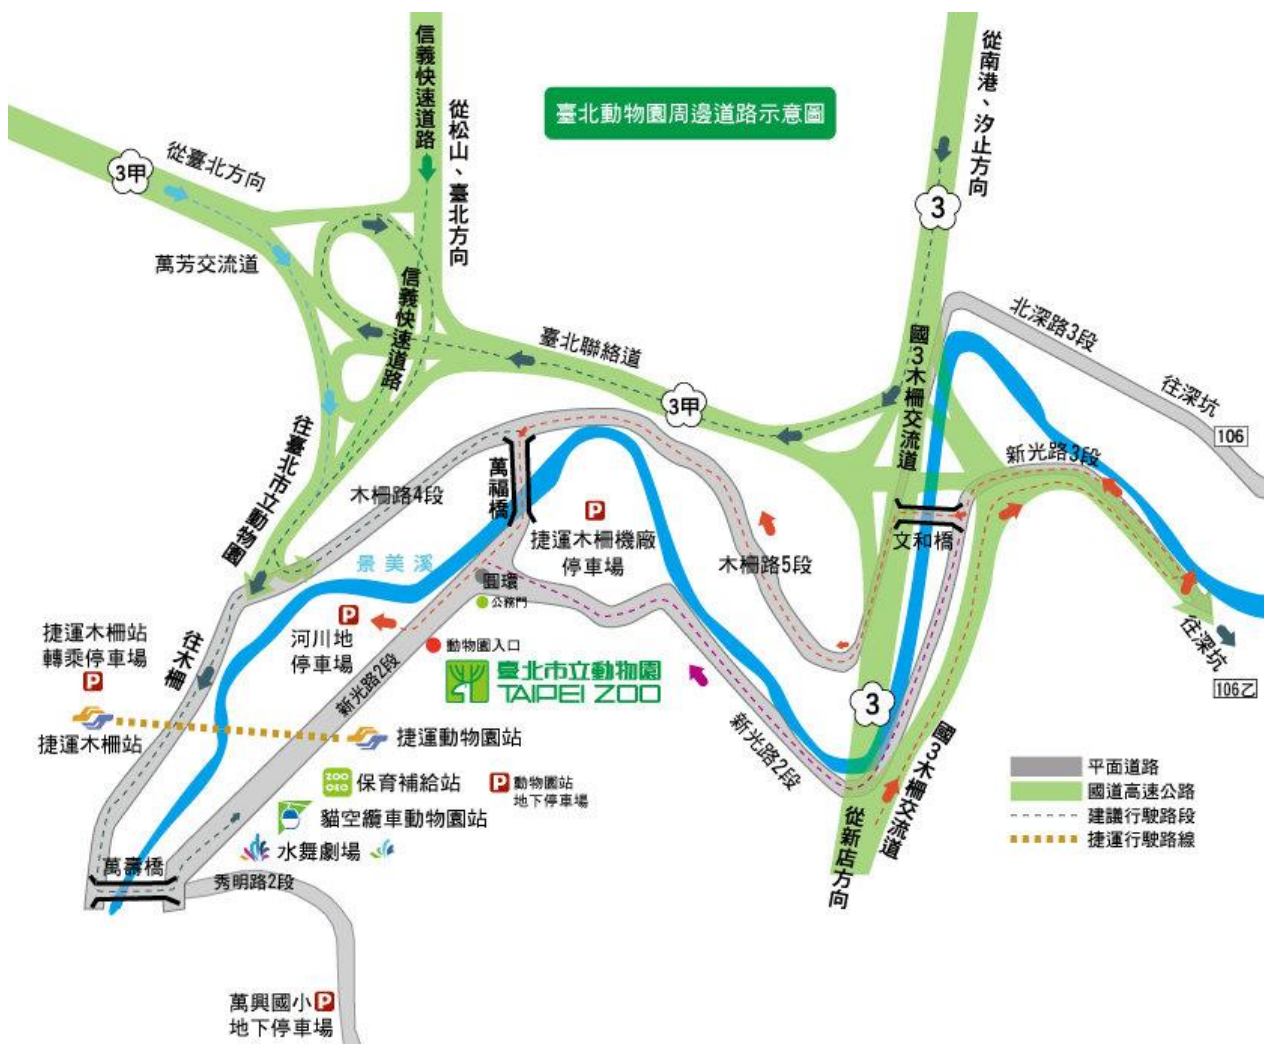 臺北動物園周邊道路示意圖
信義快速道路
從松山、臺北方向
從南港、汐止方向
3甲
從臺北方向
3
萬芳交流道
信義快速道路
臺北聯絡道
3甲
國3木柵交流道
北深路3段
往深坑
106
新光路3段
往臺北市立動物園
木柵路4段
萬福橋
P
捷運木柵機廠
停車場
文和橋
木柵路5段
景美溪
圓環
公務門
P
河川地
停車場
動物園入口
臺北市立動物園
TAIPEI ZOO
往深坑
106乙
捷運木柵站
轉乘停車場
P
往木柵
新光路2段
新光路2段
3
國3木柵交流道
從新店方向
捷運木柵站
捷運動物園站
ZOO
保育補給站
P
動物園站
地下停車場
貓空纜車動物園站
水舞劇場
萬壽橋
秀明路2段
萬興國小P
地下停車場
平面道路
國道高速公路
建議行駛路段
捷運行駛路線